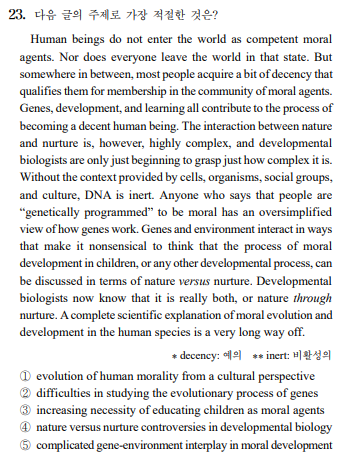 23. 다음 글의 주제로 가장 적절한 것은?
Human beings do not enter the world as competent moral
agents. Nor does everyone leave the world in that state. But
somewhere in between, most people acquire a bit of decency that
qualifies them for membership in the community of moral agents.
Genes, development, and learning all contribute to the process of
becoming a decent human being. The interaction between nature
and nurture is, however, highly complex, and developmental
biologists are only just beginning to grasp just how complex it is.
Without the context provided by cells, organisms, social groups,
and culture, DNA is inert. Anyone who says that people are
“genetically programmed” to be moral has an oversimplified
view of how genes work. Genes and environment interact in ways
that make it nonsensical to think that the process of moral
development in children, or any other developmental process, can
be discussed in terms of nature versus nurture. Developmental
biologists now know that it is really both, or nature through
nurture. A complete scientific explanation of moral evolution and
development in the human species is a very long way off.
* decency: 예의 ** inert: 비활성의
① evolution of human morality from a cultural perspective
② difficulties in studying the evolutionary process of genes
③ increasing necessity of educating children as moral agents
④ nature versus nurture controversies in developmental biology
⑤ complicated gene-environment interplay in moral development